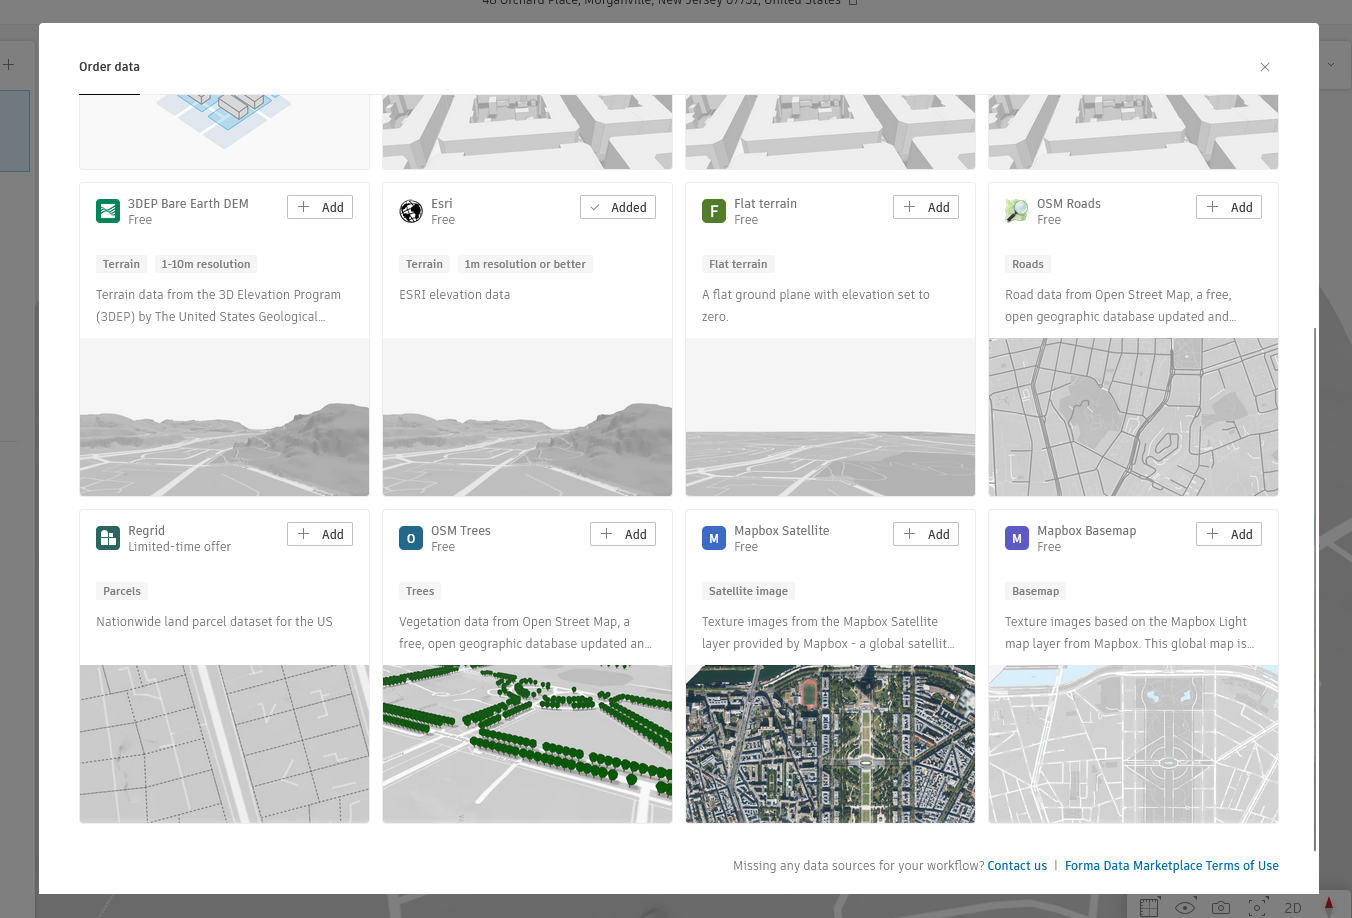 48 Orchard Place, Morganville, New Jersey 07751, United States
Order data
3DEP Bare Earth DEM
Free
Add
Terrain
1-10m resolution
Terrain data from the 3D Elevation Program
(3DEP) by The United States Geological…
Esri
Free
Added
Terrain
1m resolution or better
ESRI elevation data
F
Flat terrain
Free
Add
Flat terrain
A flat ground plane with elevation set to
zero.
OSM Roads
Free
Add
Roads
Road data from Open Street Map, a free,
open geographic database updated and…
Regrid
Limited-time offer
Add
Parcels
Nationwide land parcel dataset for the US
O
OSM Trees
Free
Add
Trees
Vegetation data from Open Street Map, a
free, open geographic database updated an…
M
Mapbox Satellite
Free
Add
Satellite image
Texture images from the Mapbox Satellite
layer provided by Mapbox - a global satellit…
M
Mapbox Basemap
Free
Add
Basemap
Texture images based on the Mapbox Light
map layer from Mapbox. This global map is…
Missing any data sources for your workflow? Contact us | Forma Data Marketplace Terms of Use
2D